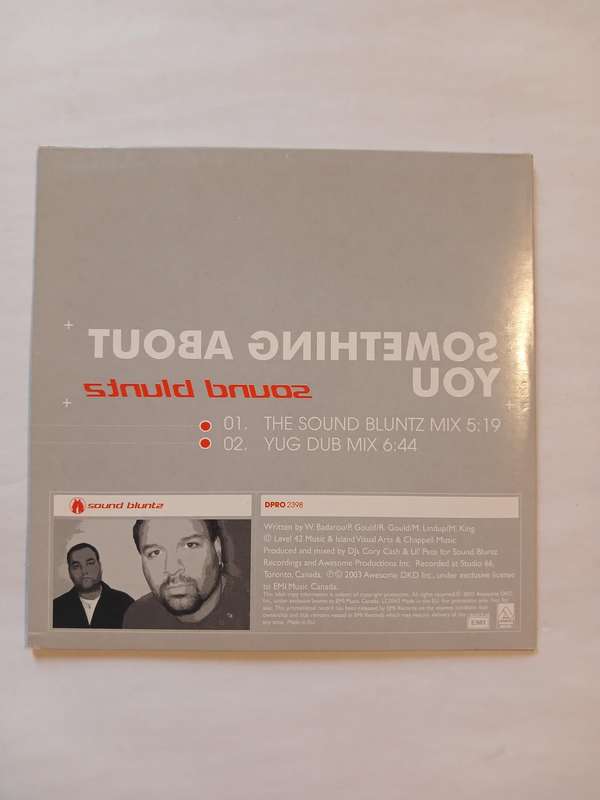 SOMETHING ABOUT
YOU
sound bluntz
01. THE SOUND BLUNTZ MIX 5:19
02. YUG DUB MIX 6:44
sound bluntz
DPRO 2398
Written by W. Badarou/P. Gould/R. Gould/M. Lindup/M. King
© Level 42 Music & Island Visual Arts & Chappell Music
Produced and mixed by DJs Cory Cash & Lil' Pete for Sound Bluntz
Recordings and Awesome Productions Inc. Recorded at Studio 66,
Toronto, Canada. ℗© 2003 Awesome DKD Inc., under exclusive license
to EMI Music Canada.
EMI